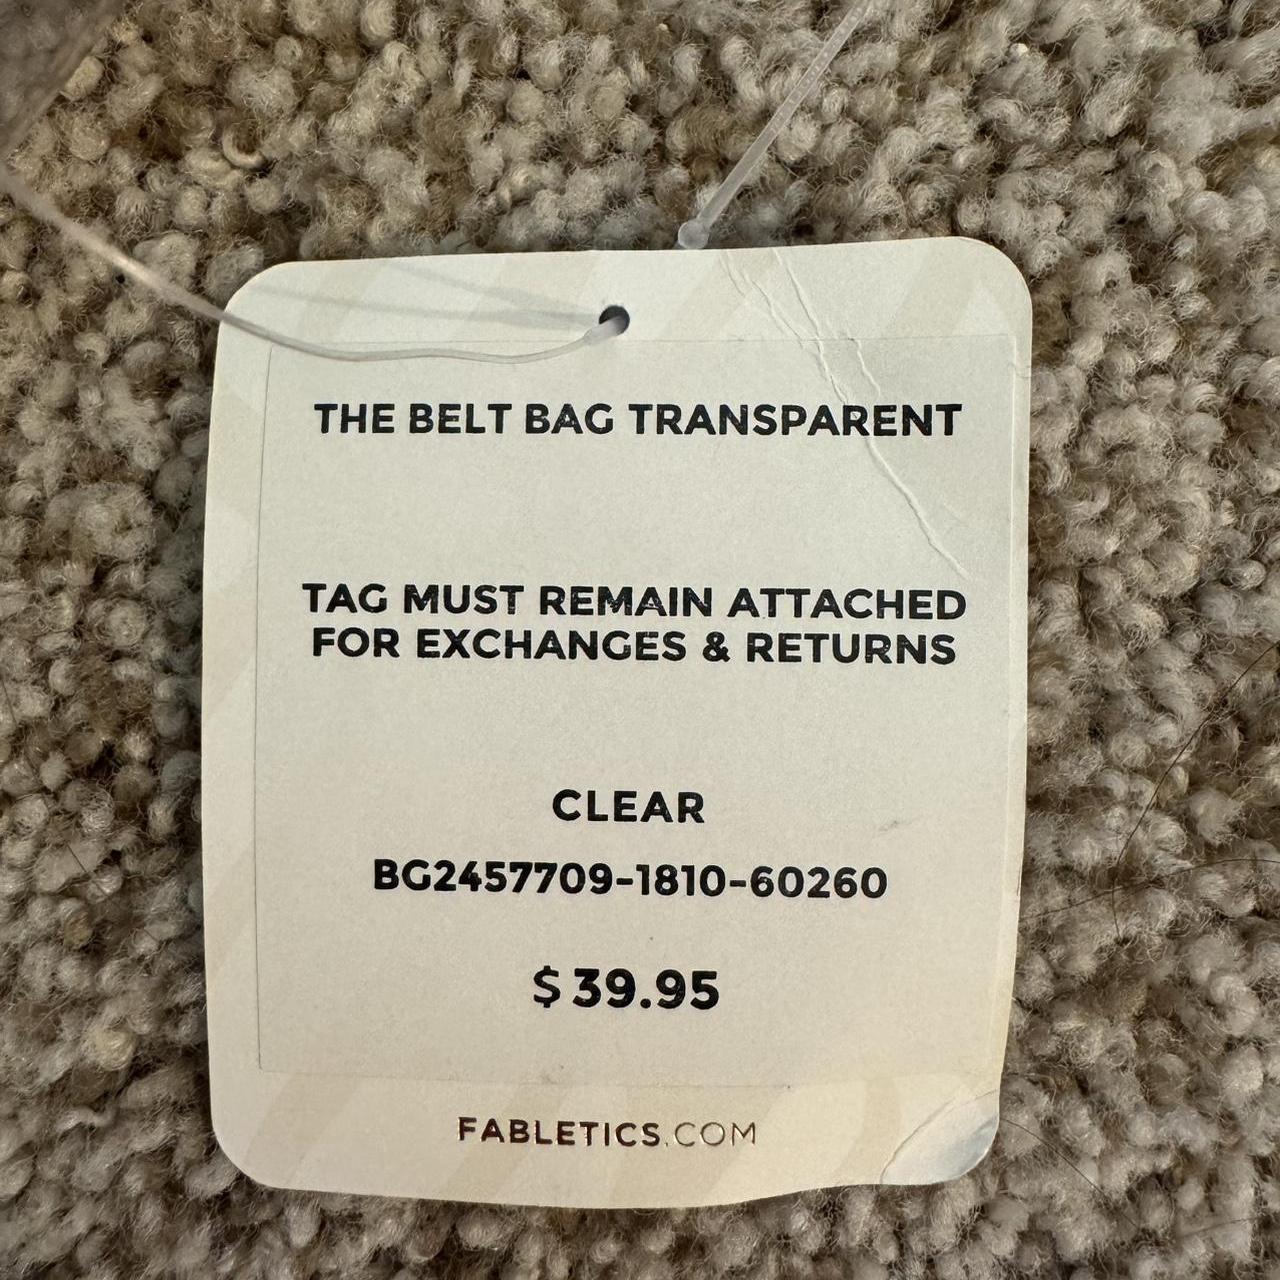 THE BELT BAG TRANSPARENT
TAG MUST REMAIN ATTACHED
FOR EXCHANGES & RETURNS
CLEAR
BG2457709-1810-60260
$39.95
FABLETICS.COM